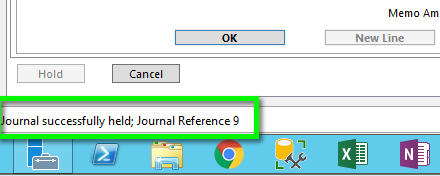 Memo Am
OK
New Line
Hold
Cancel
Journal successfully held; Journal Reference 9